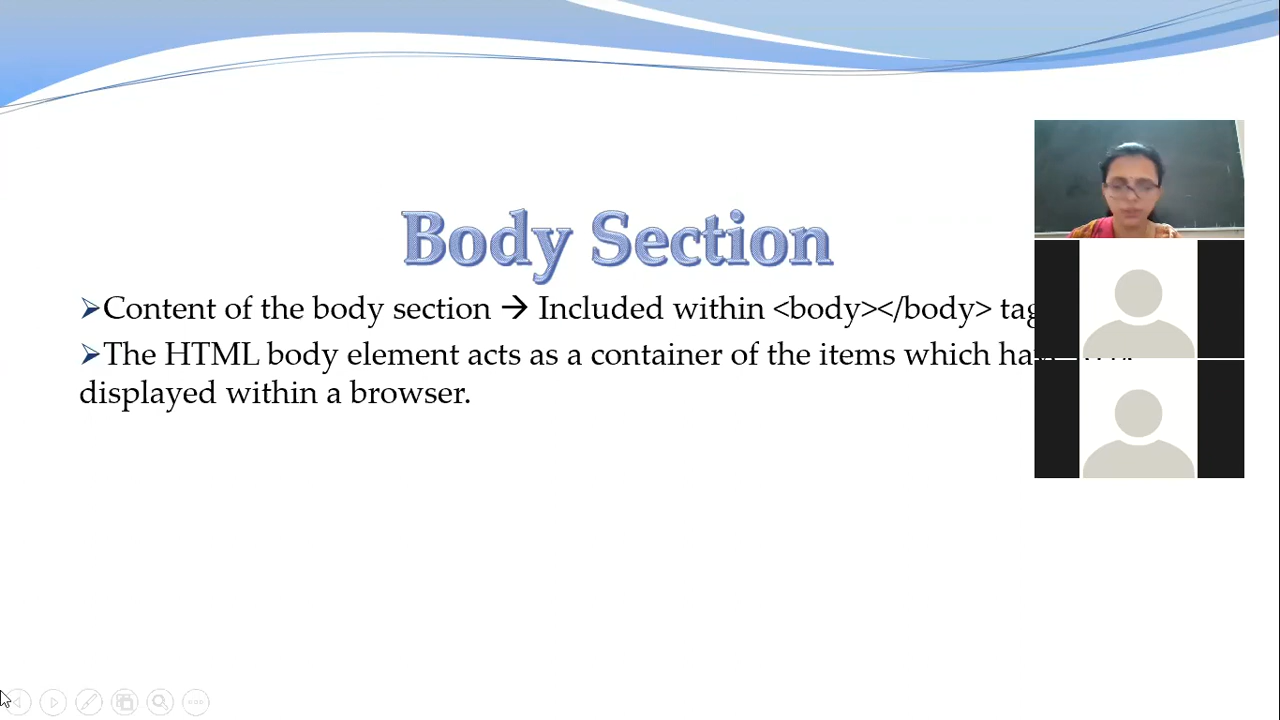 Body Section
➢Content of the body section → Included within <body></body> tag
➢The HTML body element acts as a container of the items which
displayed within a browser.